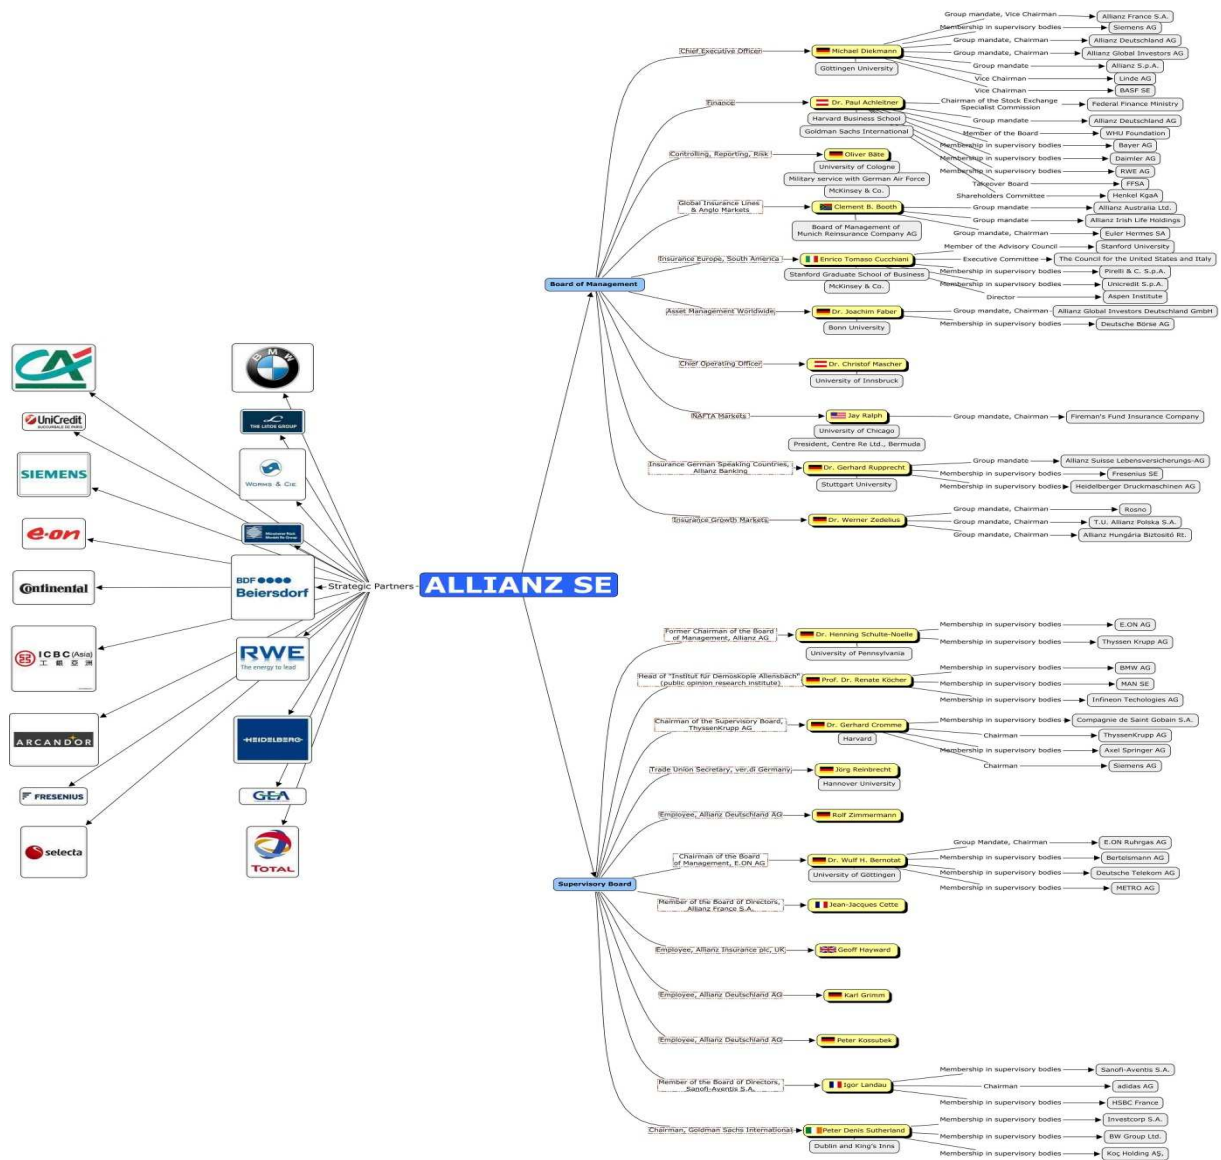 Group mandate, Vice Chairman
Allianz France S.A.
Membership in supervisory bodies
Siemens AG
Chief Executive Officer
Michael Diekmann
Göttingen University
Group mandate, Chairman
Allianz Deutschland AG
Group mandate, Chairman
Allianz Global Investors AG
Group mandate
Allianz S.p.A.
Vice Chairman
Linde AG
Vice Chairman
BASF SE
Finance
Dr. Paul Achleitner
Harvard Business School
Goldman Sachs International
Chairman of the Stock Exchange
Specialist Commission
Federal Finance Ministry
Group mandate
Allianz Deutschland AG
Member of the Board
WHU Foundation
Membership in supervisory bodies
Bayer AG
Membership in supervisory bodies
Daimler AG
Membership in supervisory bodies
RWE AG
Takeover Board
FFSA
Shareholders Committee
Henkel KgaA
Controlling, Reporting, Risk
Oliver Bäte
University of Cologne
Military service with German Air Force
McKinsey & Co.
Global Insurance Lines
& Anglo Markets
Clement B. Booth
Board of Management of
Munich Reinsurance Company AG
Group mandate
Allianz Australia Ltd.
Group mandate
Allianz Irish Life Holdings
Group mandate, Chairman
Euler Hermes SA
Insurance Europe, South America
Enrico Tomaso Cucchiani
Stanford Graduate School of Business
McKinsey & Co.
Member of the Advisory Council
Stanford University
Executive Committee
The Council for the United States and Italy
Membership in supervisory bodies
Pirelli & C. S.p.A.
Membership in supervisory bodies
Unicredit S.p.A.
Director
Aspen Institute
Board of Management
Asset Management Worldwide
Dr. Joachim Faber
Bonn University
Group mandate, Chairman
Allianz Global Investors Deutschland GmbH
Membership in supervisory bodies
Deutsche Börse AG
Chief Operating Officer
Dr. Christof Mascher
University of Innsbruck
NAFTA Markets
Jay Ralph
University of Chicago
President, Centre Re Ltd., Bermuda
Group mandate, Chairman
Fireman's Fund Insurance Company
Insurance German Speaking Countries,
Allianz Banking
Dr. Gerhard Rupprecht
Stuttgart University
Group mandate
Allianz Suisse Lebensversicherungs-AG
Membership in supervisory bodies
Fresenius SE
Membership in supervisory bodies
Heidelberger Druckmaschinen AG
Insurance Growth Markets
Dr. Werner Zedelius
Group mandate, Chairman
Rosno
Group mandate, Chairman
T.U. Allianz Polska S.A.
Group mandate, Chairman
Allianz Hungária Biztosító Rt.
CA
BMW
UniCredit
THE LINDE GROUP
SIEMENS
WORMS & CIE
e·on
Continental
BDF
Beiersdorf
Strategic Partners
ALLIANZ SE
ICBC (Asia)
工 銀 亞 洲
RWE
The energy to lead
ARCANDOR
HEIDELBERG
FRESENIUS
GEA
selecta
TOTAL
Former Chairman of the Board
of Management, Allianz AG
Dr. Henning Schulte-Noelle
University of Pennsylvania
Membership in supervisory bodies
E.ON AG
Membership in supervisory bodies
Thyssen Krupp AG
Head of "Institut für Demoskopie Allensbach"
(public opinion research institute)
Prof. Dr. Renate Köcher
Membership in supervisory bodies
BMW AG
Membership in supervisory bodies
MAN SE
Membership in supervisory bodies
Infineon Techologies AG
Chairman of the Supervisory Board,
ThyssenKrupp AG
Dr. Gerhard Cromme
Harvard
Membership in supervisory bodies
Compagnie de Saint Gobain S.A.
Chairman
ThyssenKrupp AG
Membership in supervisory bodies
Axel Springer AG
Chairman
Siemens AG
Trade Union Secretary, ver.di Germany
Jörg Reinbrecht
Hannover University
Employee, Allianz Deutschland AG
Rolf Zimmermann
Chairman of the Board
of Management, E.ON AG
Dr. Wulf H. Bernotat
University of Göttingen
Group Mandate, Chairman
E.ON Ruhrgas AG
Membership in supervisory bodies
Bertelsmann AG
Membership in supervisory bodies
Deutsche Telekom AG
Membership in supervisory bodies
METRO AG
Supervisory Board
Member of the Board of Directors,
Allianz France S.A.
Jean-Jacques Cette
Employee, Allianz Insurance plc, UK
Geoff Hayward
Employee, Allianz Deutschland AG
Karl Grimm
Employee, Allianz Deutschland AG
Peter Kossubek
Member of the Board of Directors,
Sanofi-Aventis S.A.
Igor Landau
Membership in supervisory bodies
Sanofi-Aventis S.A.
Chairman
adidas AG
Membership in supervisory bodies
HSBC France
Chairman, Goldman Sachs International
Peter Denis Sutherland
Dublin and King's Inns
Membership in supervisory bodies
Investcorp S.A.
Membership in supervisory bodies
BW Group Ltd.
Membership in supervisory bodies
Koç Holding AŞ.